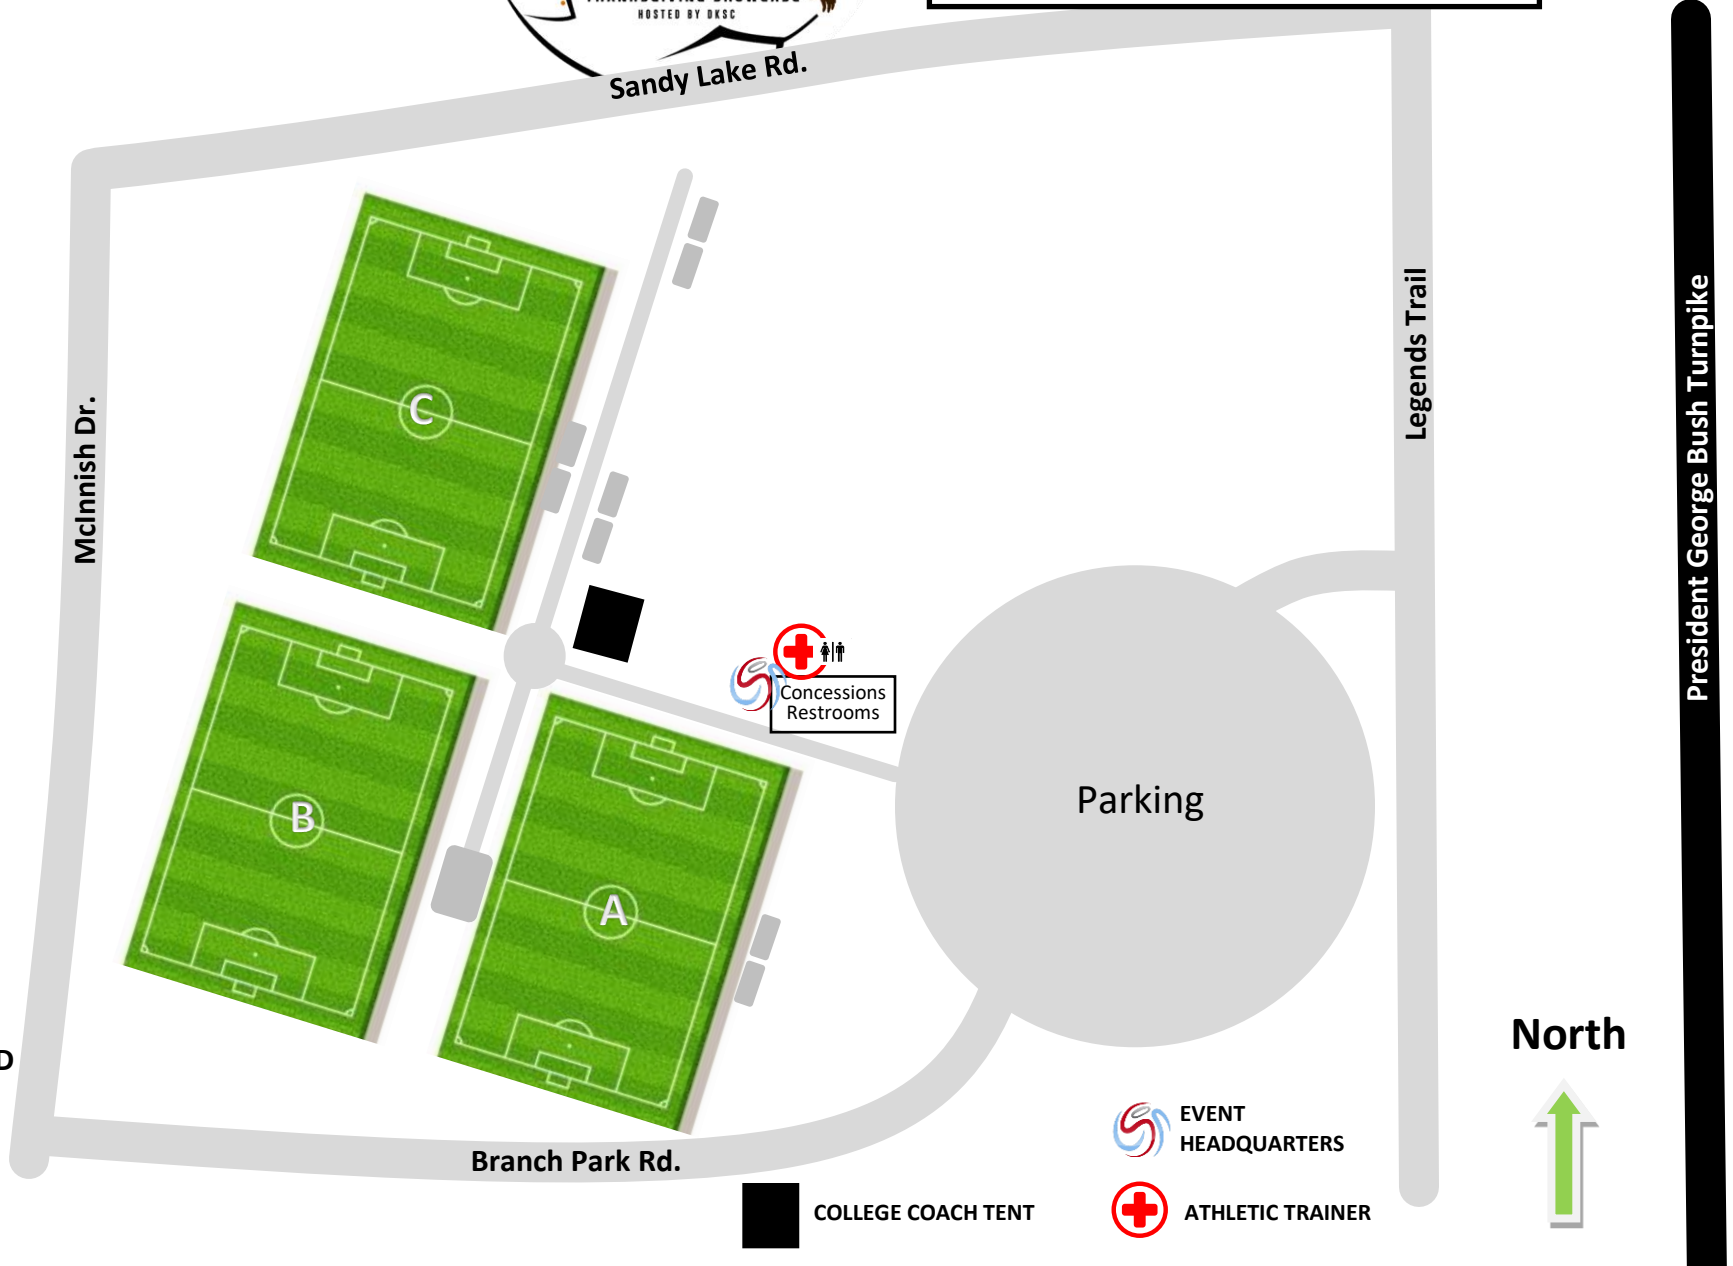 HOSTED BY DKSC
Sandy Lake Rd.
McInnish Dr.
Legends Trail
President George Bush Turnpike
C
Concessions
Restrooms
B
Parking
A
North
D
EVENT
HEADQUARTERS
Branch Park Rd.
COLLEGE COACH TENT
ATHLETIC TRAINER